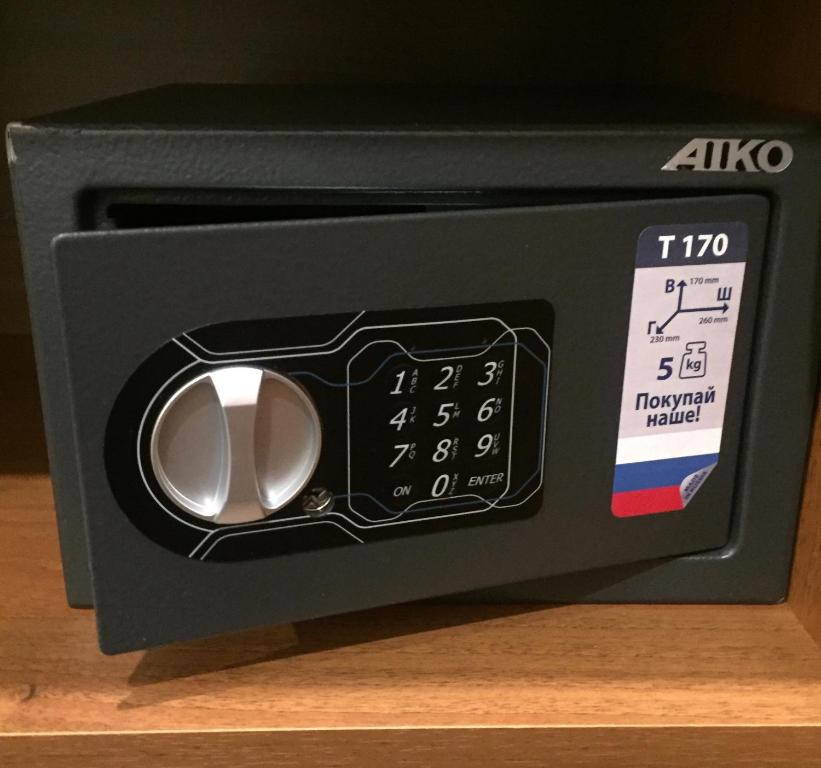 AIKO
T 170
В 170 mm
Ш
260 mm
Г
230 mm
5 kg
Покупай
наше!
1 ABC 2 DEF 3 GHI
4 JK 5 LM 6 NO
7 PQ 8 RST 9 UVW
ON 0 XYZ ENTER